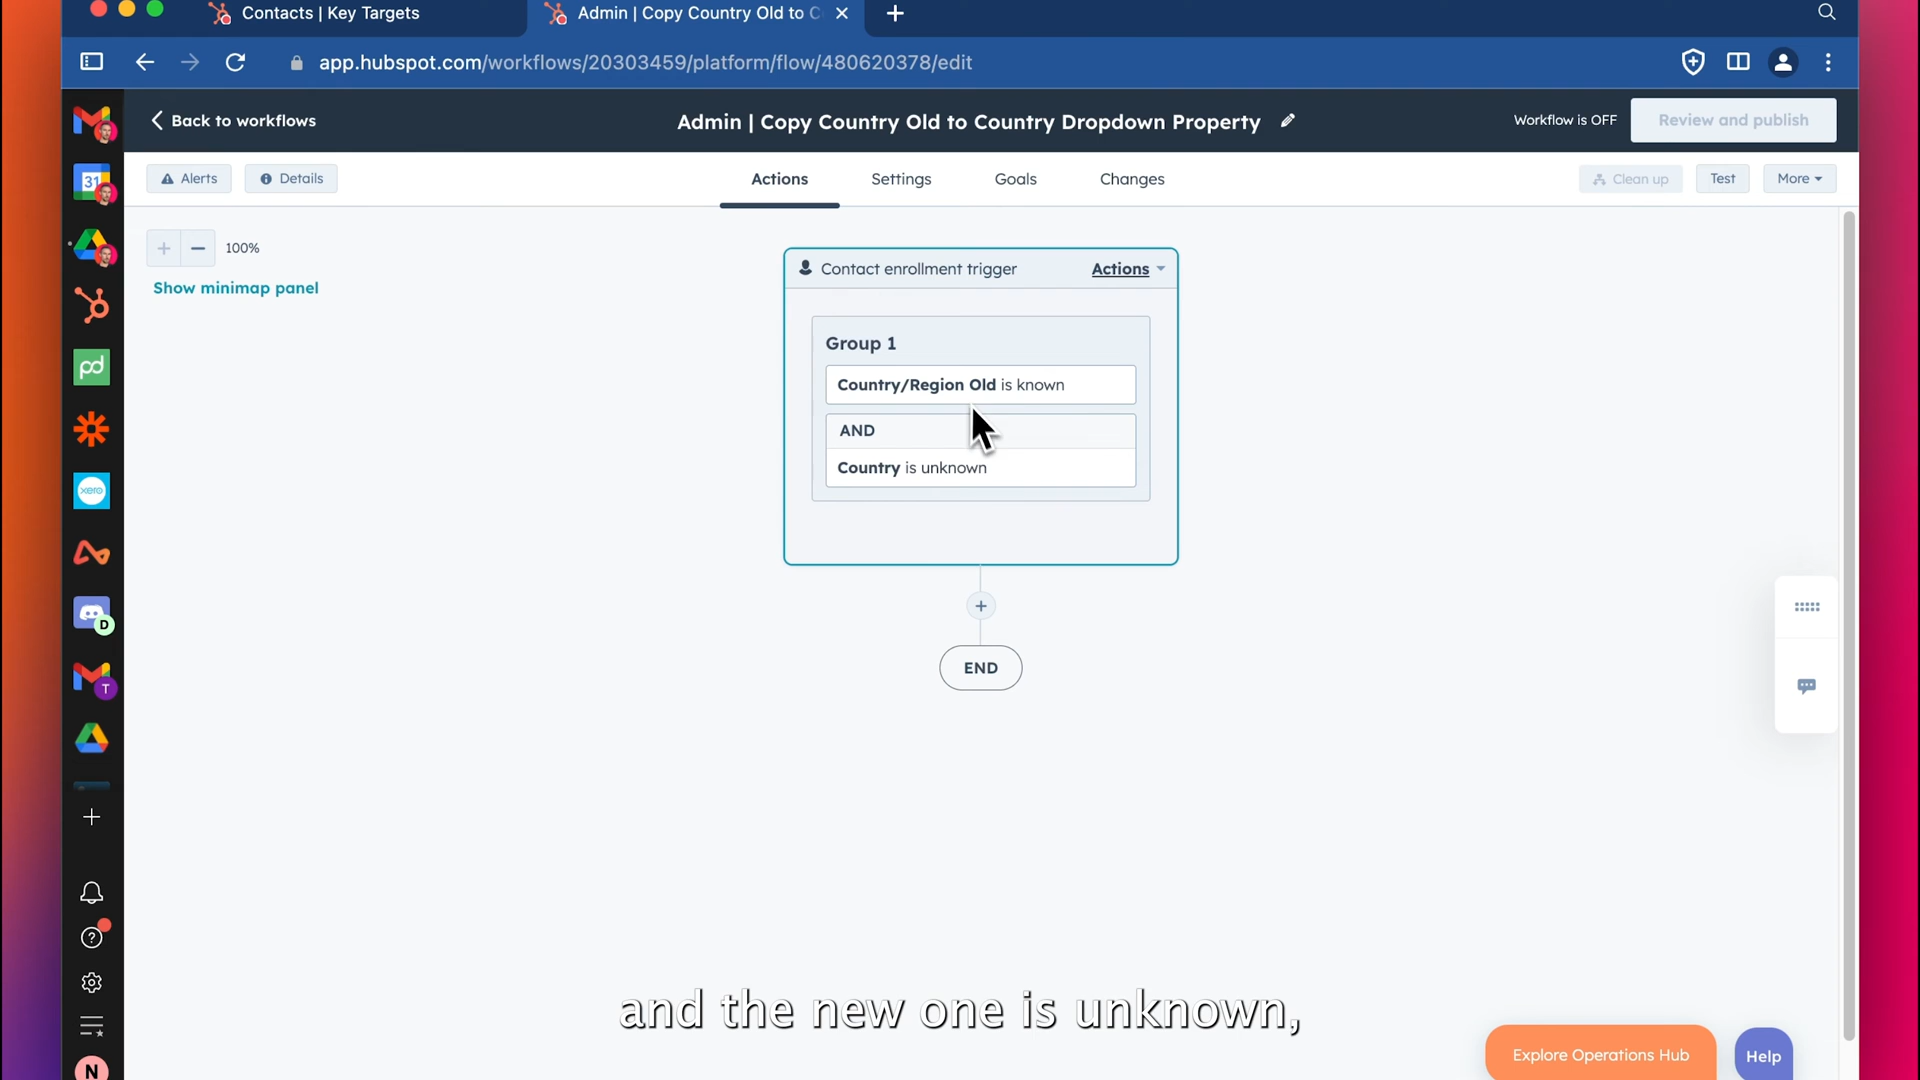 Contacts | Key Targets
Admin | Copy Country Old to C
app.hubspot.com/workflows/20303459/platform/flow/480620378/edit
Back to workflows
Admin | Copy Country Old to Country Dropdown Property
Workflow is OFF
Review and publish
Alerts
Details
Actions
Settings
Goals
Changes
Clean up
Test
More
100%
Show minimap panel
Contact enrollment trigger
Actions
Group 1
Country/Region Old is known
AND
Country is unknown
END
31
pd
xero
D
T
N
and the new one is unknown,
Explore Operations Hub
Help